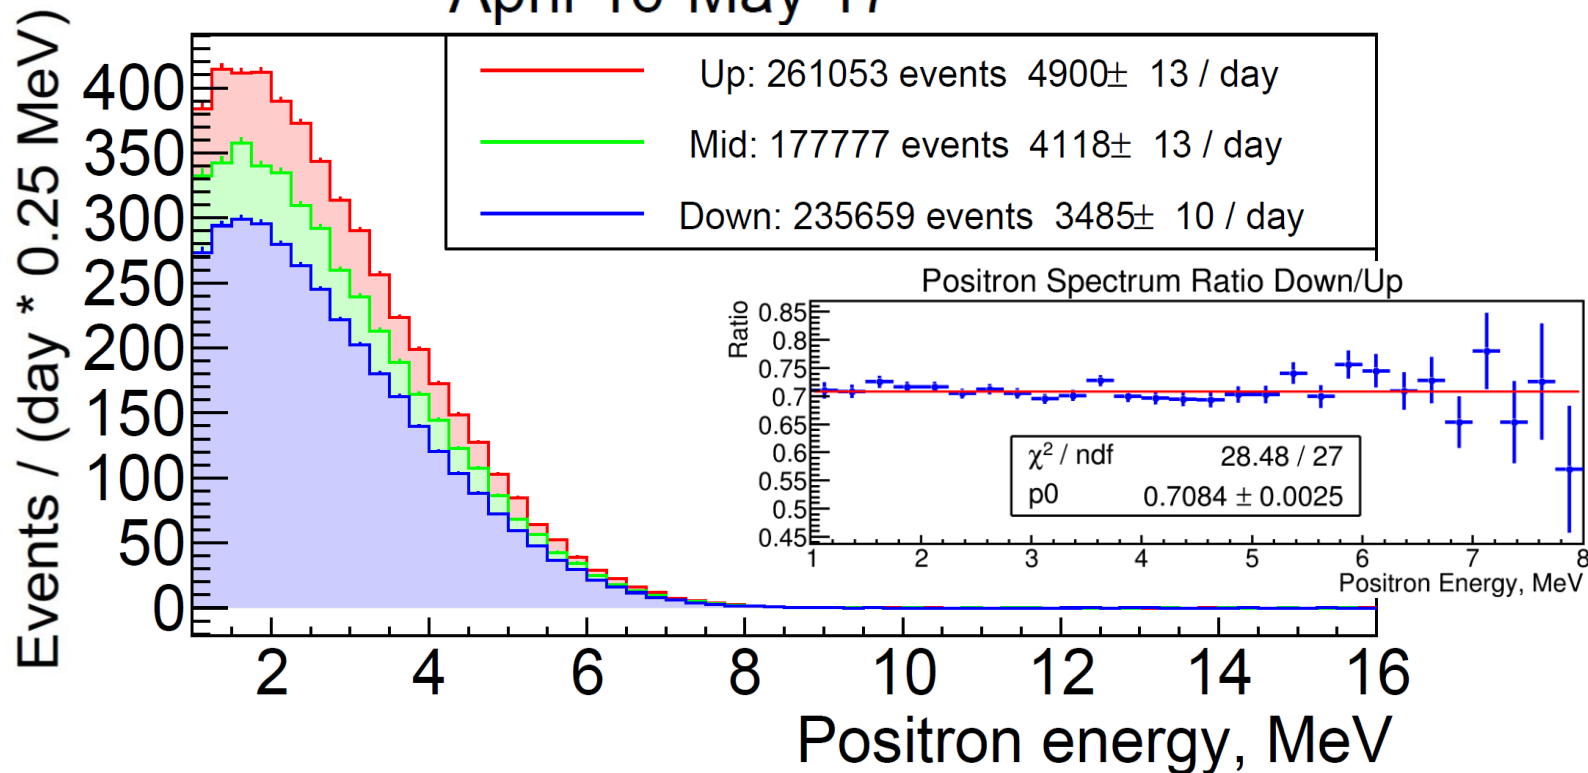 April 16-May 17
Events / (day * 0.25 MeV)
400
350
300
250
200
150
100
50
0
Up: 261053 events 4900± 13 / day
Mid: 177777 events 4118± 13 / day
Down: 235659 events 3485± 10 / day
Positron Spectrum Ratio Down/Up
Ratio
0.85
0.8
0.75
0.7
0.65
0.6
0.55
0.5
0.45
χ² / ndf 28.48 / 27
p0 0.7084 ± 0.0025
1 2 3 4 5 6 7 8
Positron Energy, MeV
2 4 6 8 10 12 14 16
Positron energy, MeV